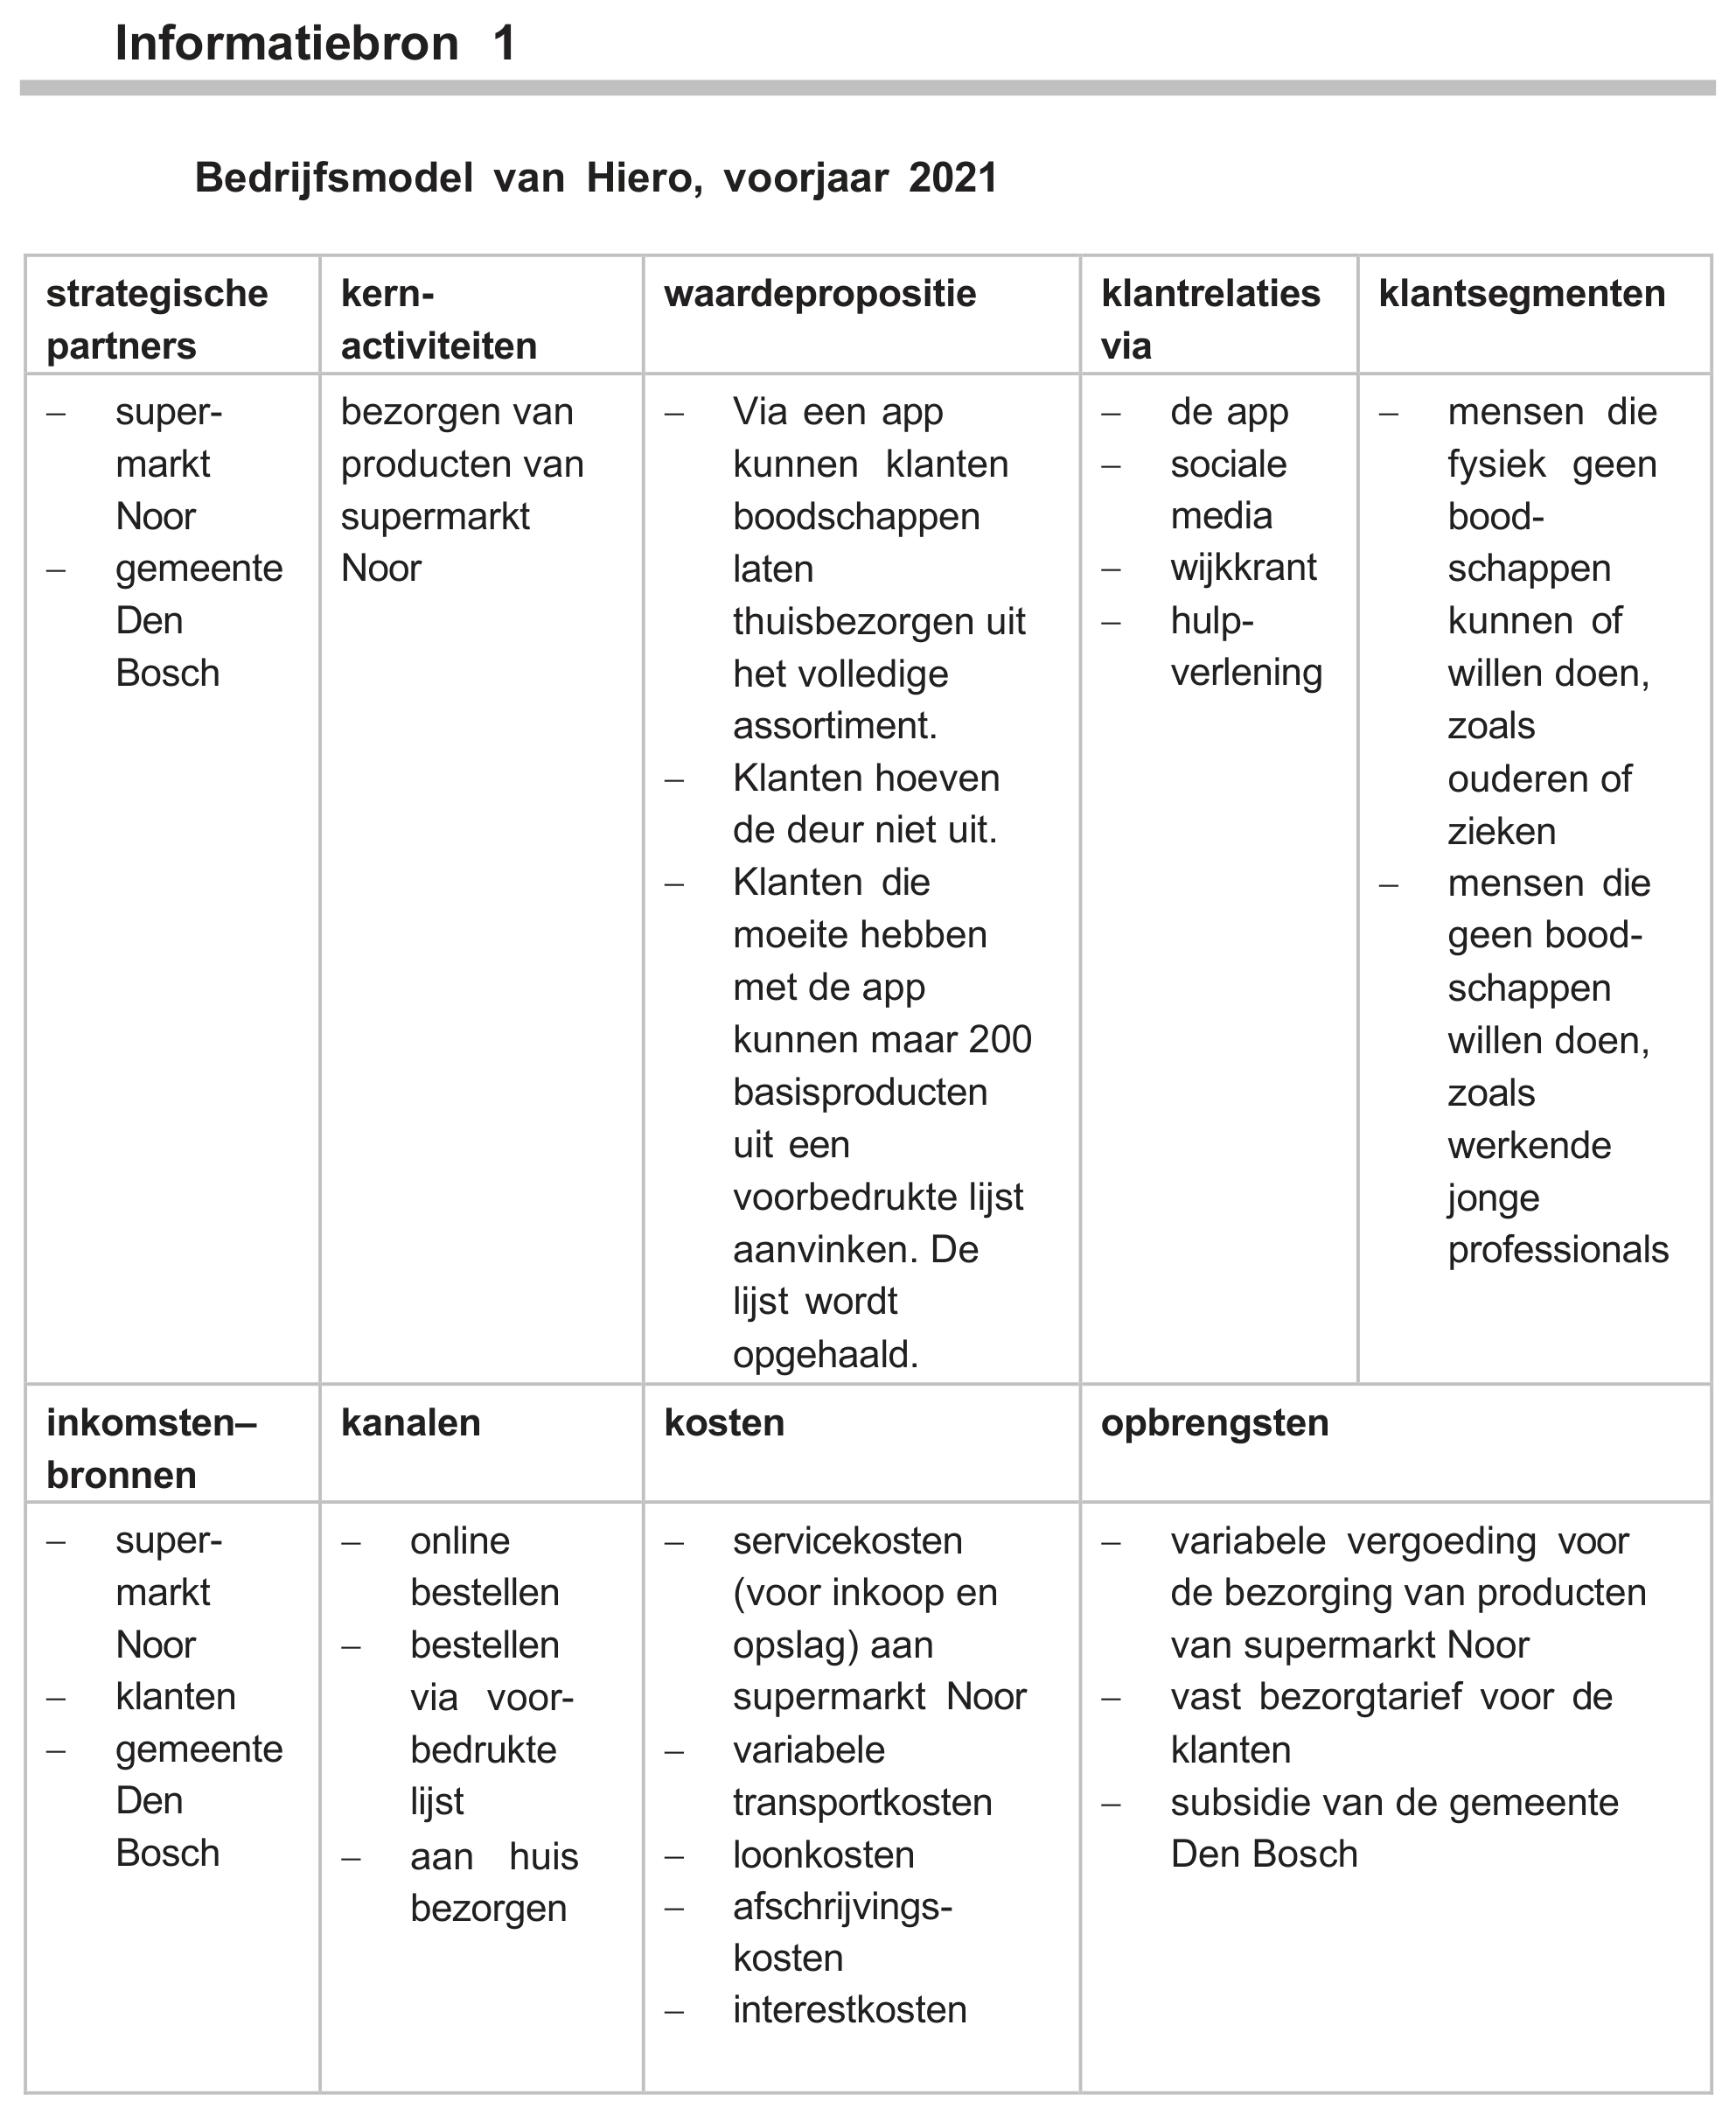 Informatiebron 1
Bedrijfsmodel van Hiero, voorjaar 2021
strategische
partners
kern-
activiteiten
waardepropositie
klantrelaties
via
klantsegmenten
– super-
markt
Noor
– gemeente
Den
Bosch
bezorgen van
producten van
supermarkt
Noor
– Via een app
kunnen klanten
boodschappen
laten
thuisbezorgen uit
het volledige
assortiment.
– Klanten hoeven
de deur niet uit.
– Klanten die
moeite hebben
met de app
kunnen maar 200
basisproducten
uit een
voorbedrukte lijst
aanvinken. De
lijst wordt
opgehaald.
– de app
– sociale
media
– wijkkrant
– hulp-
verlening
– mensen die
fysiek geen
bood-
schappen
kunnen of
willen doen,
zoals
ouderen of
zieken
– mensen die
geen bood-
schappen
willen doen,
zoals
werkende
jonge
professionals
inkomsten–
bronnen
kanalen
kosten
opbrengsten
– super-
markt
Noor
– klanten
– gemeente
Den
Bosch
– online
bestellen
– bestellen
via voor-
bedrukte
lijst
– aan huis
bezorgen
– servicekosten
(voor inkoop en
opslag) aan
supermarkt Noor
– variabele
transportkosten
– loonkosten
– afschrijvings-
kosten
– interestkosten
– variabele vergoeding voor
de bezorging van producten
van supermarkt Noor
– vast bezorgtarief voor de
klanten
– subsidie van de gemeente
Den Bosch